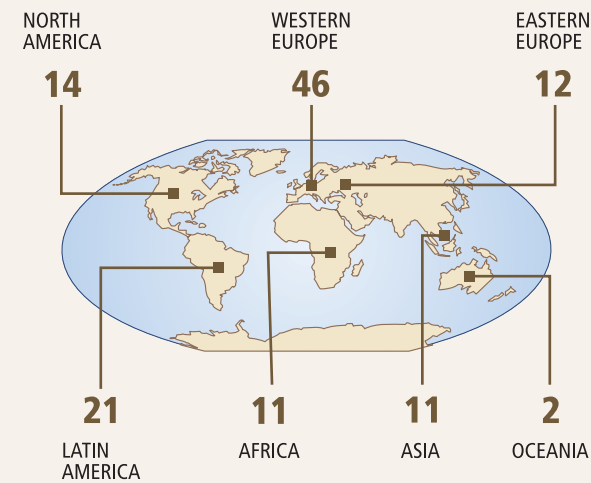 NORTH
AMERICA
14
WESTERN
EUROPE
46
EASTERN
EUROPE
12
21
LATIN
AMERICA
11
AFRICA
11
ASIA
2
OCEANIA